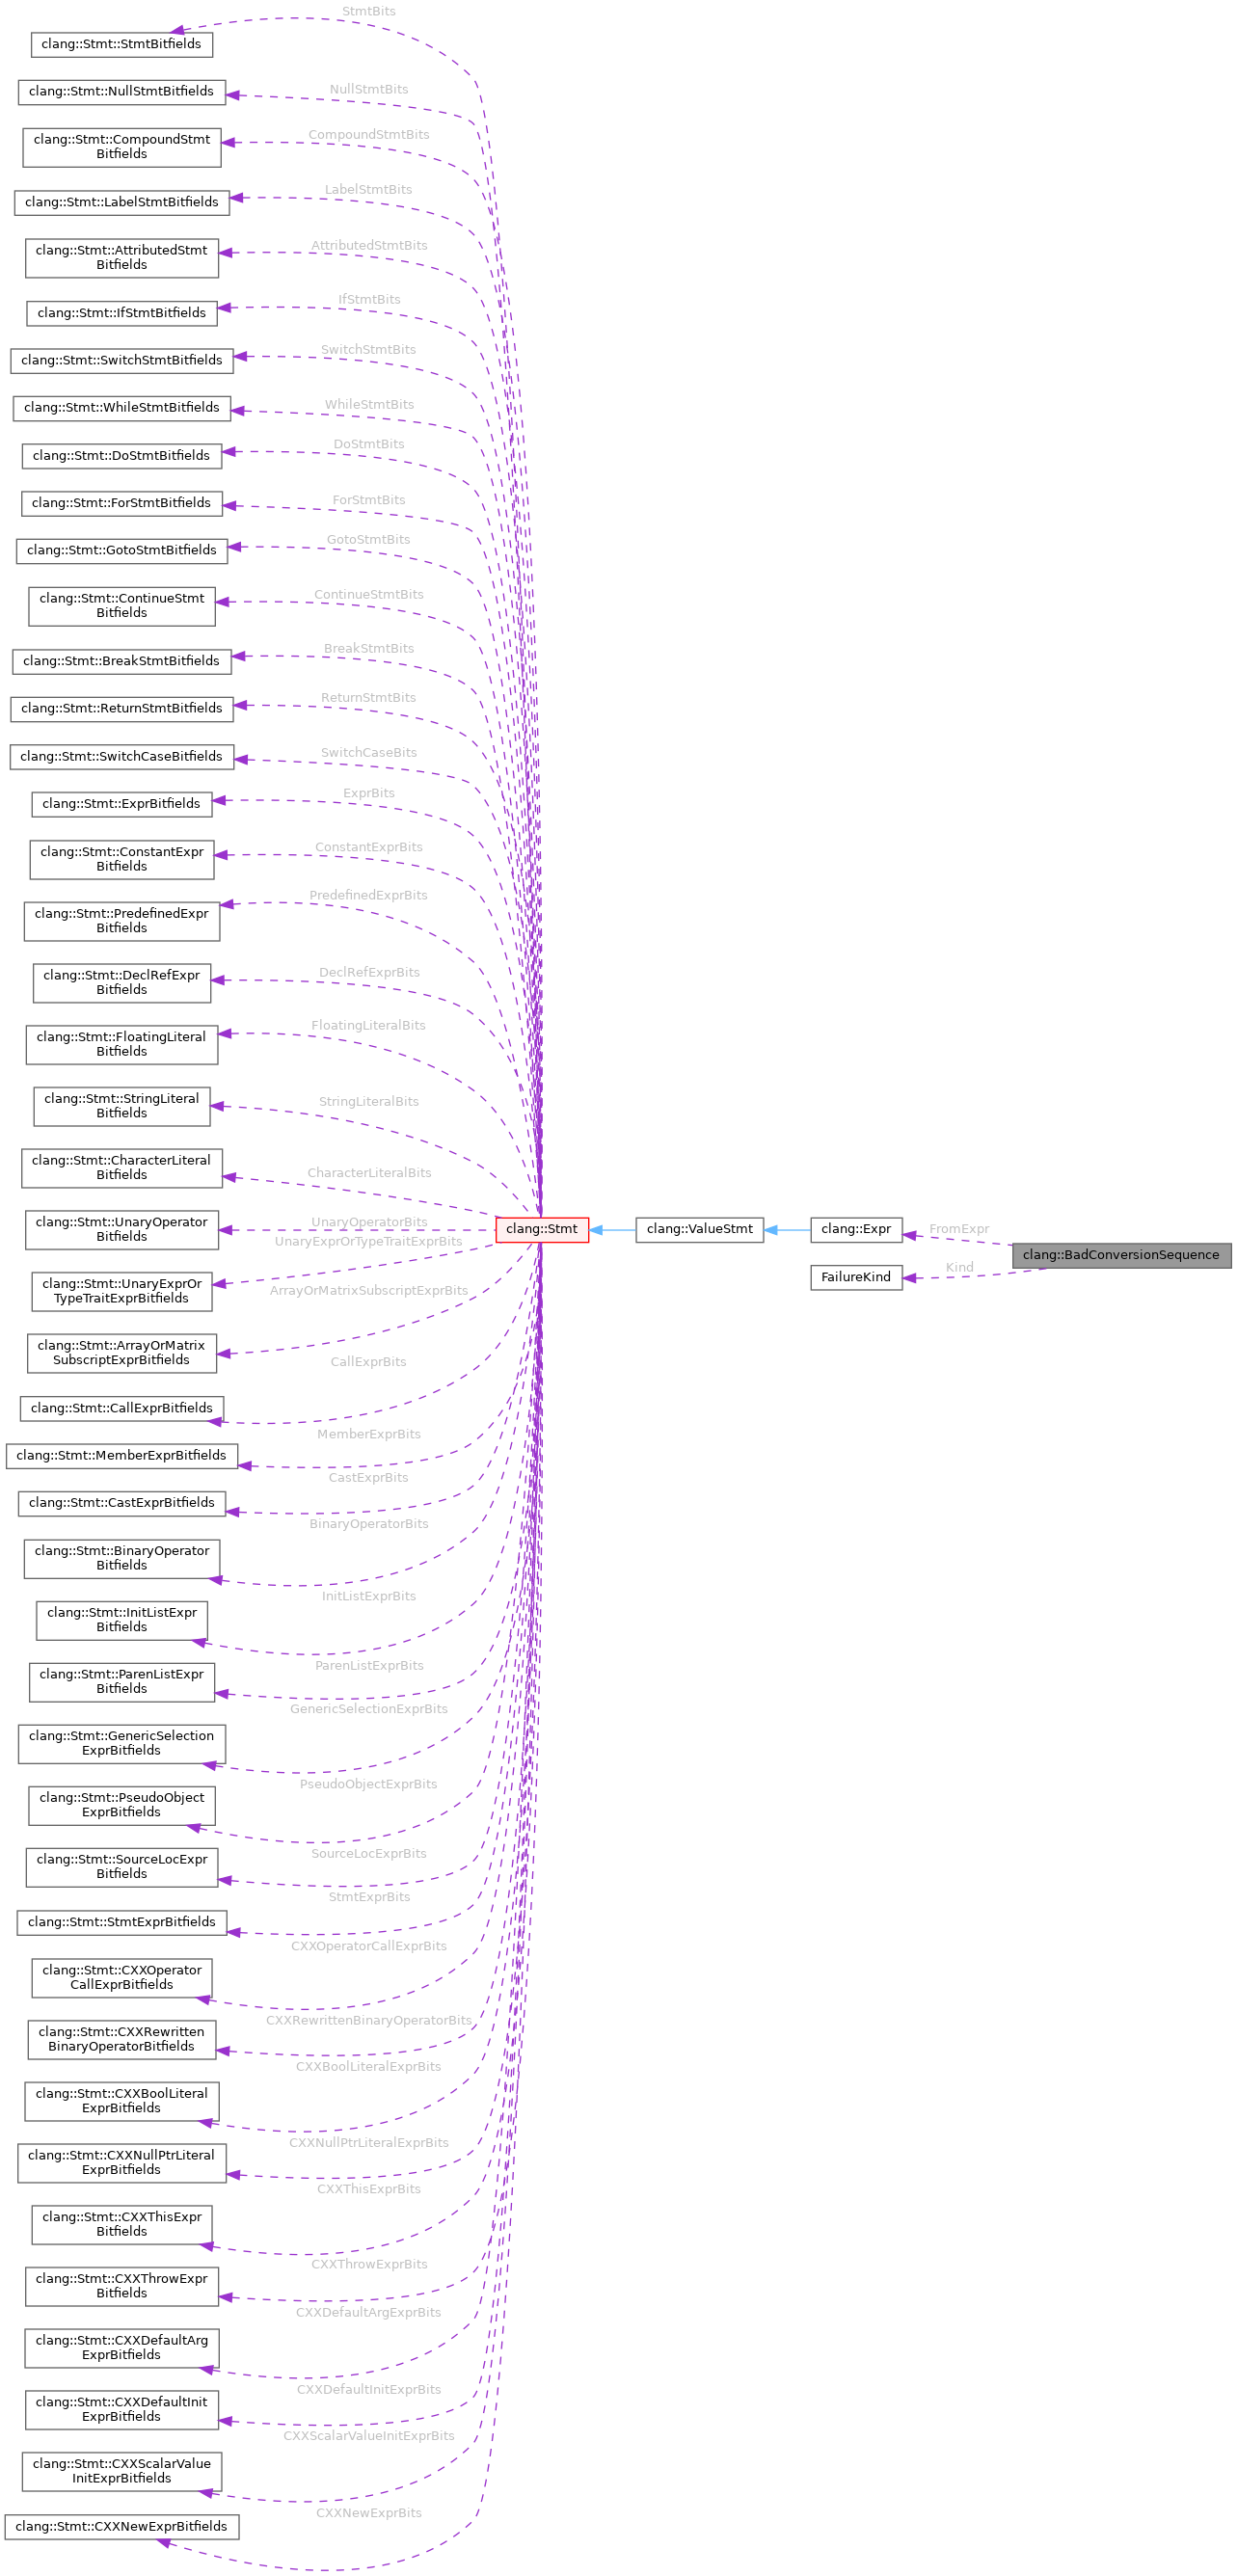 StmtBits
clang::Stmt::StmtBitfields
NullStmtBits
clang::Stmt::NullStmtBitfields
CompoundStmtBits
clang::Stmt::CompoundStmt
Bitfields
LabelStmtBits
clang::Stmt::LabelStmtBitfields
AttributedStmtBits
clang::Stmt::AttributedStmt
Bitfields
IfStmtBits
clang::Stmt::IfStmtBitfields
SwitchStmtBits
clang::Stmt::SwitchStmtBitfields
WhileStmtBits
clang::Stmt::WhileStmtBitfields
DoStmtBits
clang::Stmt::DoStmtBitfields
ForStmtBits
clang::Stmt::ForStmtBitfields
GotoStmtBits
clang::Stmt::GotoStmtBitfields
ContinueStmtBits
clang::Stmt::ContinueStmt
Bitfields
BreakStmtBits
clang::Stmt::BreakStmtBitfields
ReturnStmtBits
clang::Stmt::ReturnStmtBitfields
SwitchCaseBits
clang::Stmt::SwitchCaseBitfields
ExprBits
clang::Stmt::ExprBitfields
ConstantExprBits
clang::Stmt::ConstantExpr
Bitfields
PredefinedExprBits
clang::Stmt::PredefinedExpr
Bitfields
DeclRefExprBits
clang::Stmt::DeclRefExpr
Bitfields
FloatingLiteralBits
clang::Stmt::FloatingLiteral
Bitfields
StringLiteralBits
clang::Stmt::StringLiteral
Bitfields
CharacterLiteralBits
clang::Stmt::CharacterLiteral
Bitfields
UnaryOperatorBits
clang::Stmt::UnaryOperator
Bitfields
clang::Stmt
clang::ValueStmt
clang::Expr
FromExpr
clang::BadConversionSequence
Kind
FailureKind
UnaryExprOrTypeTraitExprBits
clang::Stmt::UnaryExprOr
TypeTraitExprBitfields
ArrayOrMatrixSubscriptExprBits
clang::Stmt::ArrayOrMatrix
SubscriptExprBitfields
CallExprBits
clang::Stmt::CallExprBitfields
MemberExprBits
clang::Stmt::MemberExprBitfields
CastExprBits
clang::Stmt::CastExprBitfields
BinaryOperatorBits
clang::Stmt::BinaryOperator
Bitfields
InitListExprBits
clang::Stmt::InitListExpr
Bitfields
ParenListExprBits
clang::Stmt::ParenListExpr
Bitfields
GenericSelectionExprBits
clang::Stmt::GenericSelection
ExprBitfields
PseudoObjectExprBits
clang::Stmt::PseudoObject
ExprBitfields
SourceLocExprBits
clang::Stmt::SourceLocExpr
Bitfields
StmtExprBits
clang::Stmt::StmtExprBitfields
CXXOperatorCallExprBits
clang::Stmt::CXXOperator
CallExprBitfields
CXXRewrittenBinaryOperatorBits
clang::Stmt::CXXRewritten
BinaryOperatorBitfields
CXXBoolLiteralExprBits
clang::Stmt::CXXBoolLiteral
ExprBitfields
CXXNullPtrLiteralExprBits
clang::Stmt::CXXNullPtrLiteral
ExprBitfields
CXXThisExprBits
clang::Stmt::CXXThisExpr
Bitfields
CXXThrowExprBits
clang::Stmt::CXXThrowExpr
Bitfields
CXXDefaultArgExprBits
clang::Stmt::CXXDefaultArg
ExprBitfields
CXXDefaultInitExprBits
clang::Stmt::CXXDefaultInit
ExprBitfields
CXXScalarValueInitExprBits
clang::Stmt::CXXScalarValue
InitExprBitfields
CXXNewExprBits
clang::Stmt::CXXNewExprBitfields